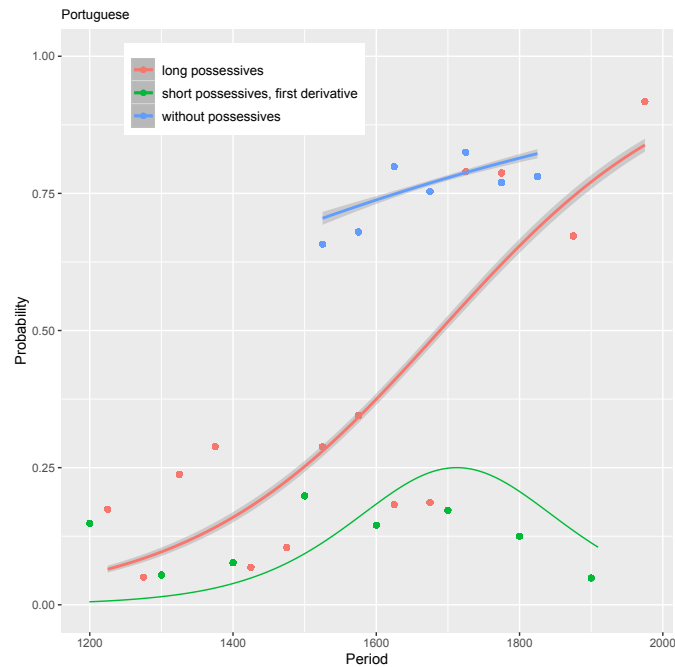 Portuguese
long possessives
short possessives, first derivative
without possessives
1.00
0.75
0.50
0.25
0.00
Probability
1200 1400 1600 1800 2000
Period